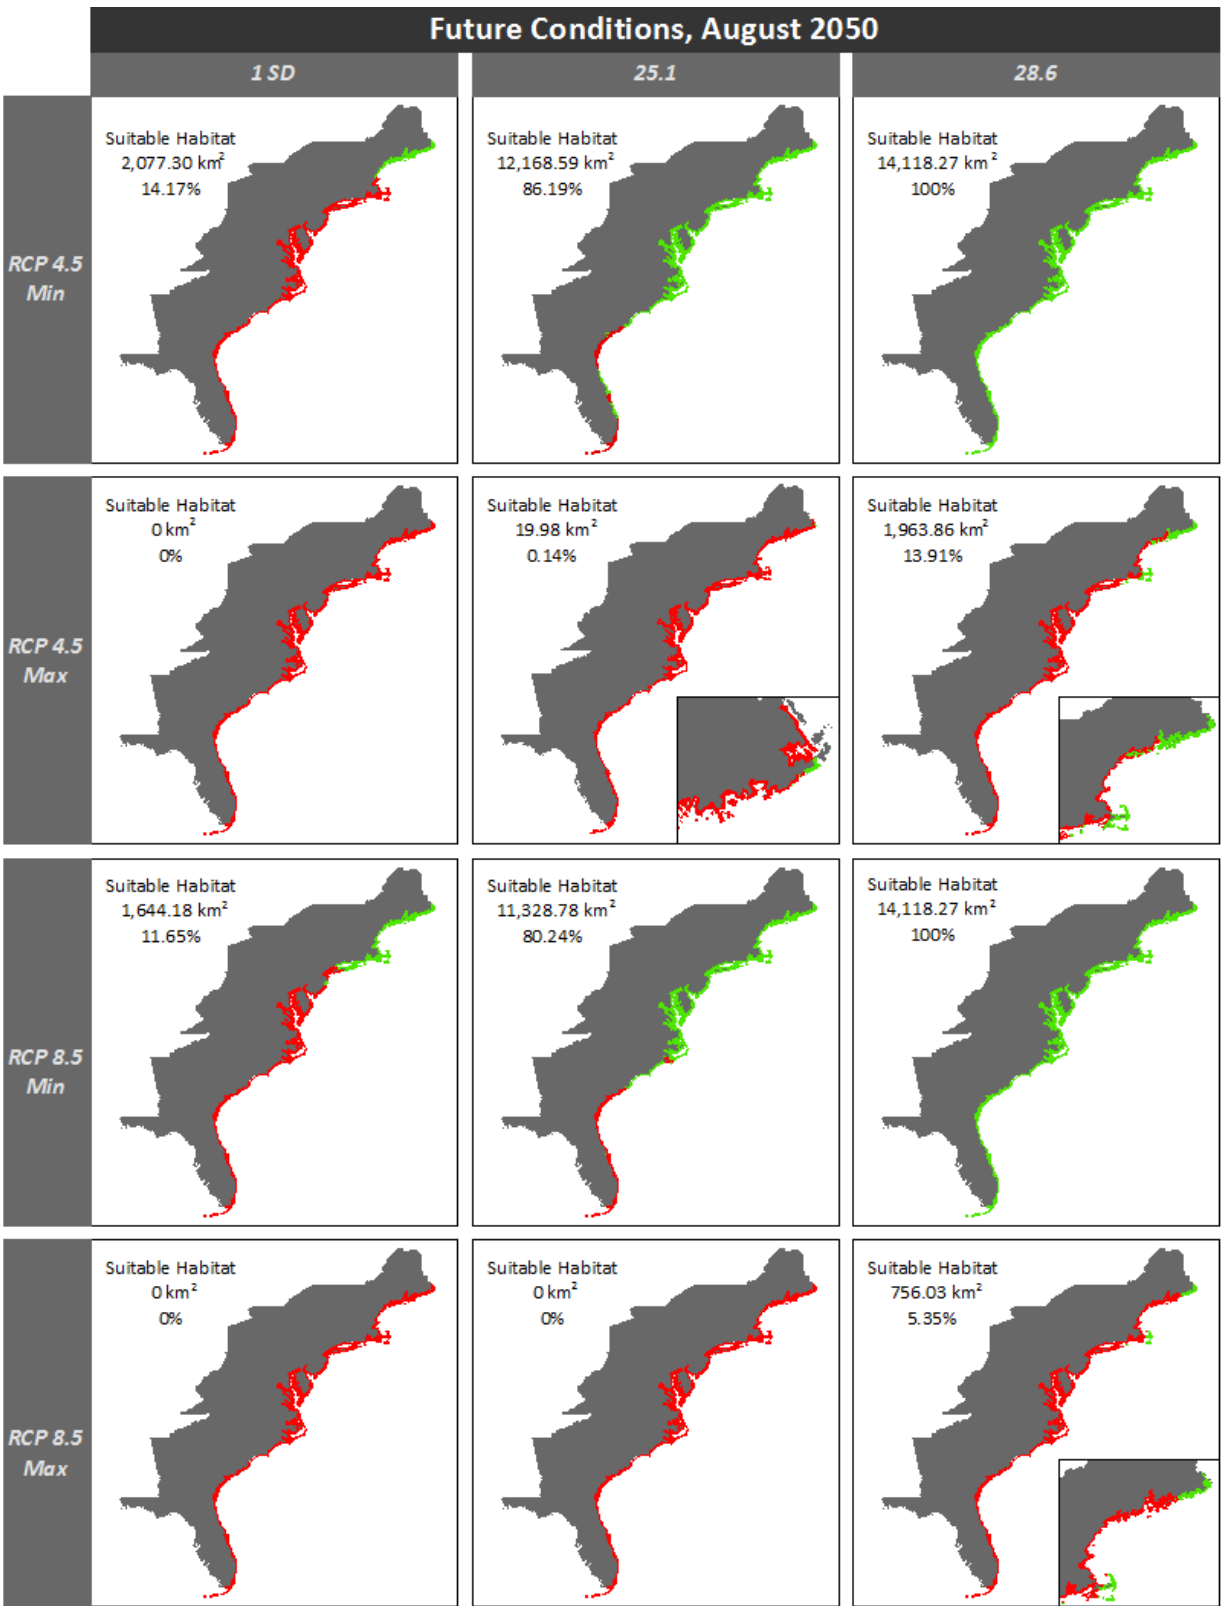 Future Conditions, August 2050
1 SD
25.1
28.6
RCP 4.5
Min
Suitable Habitat
2,077.30 km²
14.17%
Suitable Habitat
12,168.59 km²
86.19%
Suitable Habitat
14,118.27 km²
100%
RCP 4.5
Max
Suitable Habitat
0 km²
0%
Suitable Habitat
19.98 km²
0.14%
Suitable Habitat
1,963.86 km²
13.91%
RCP 8.5
Min
Suitable Habitat
1,644.18 km²
11.65%
Suitable Habitat
11,328.78 km²
80.24%
Suitable Habitat
14,118.27 km²
100%
RCP 8.5
Max
Suitable Habitat
0 km²
0%
Suitable Habitat
0 km²
0%
Suitable Habitat
756.03 km²
5.35%